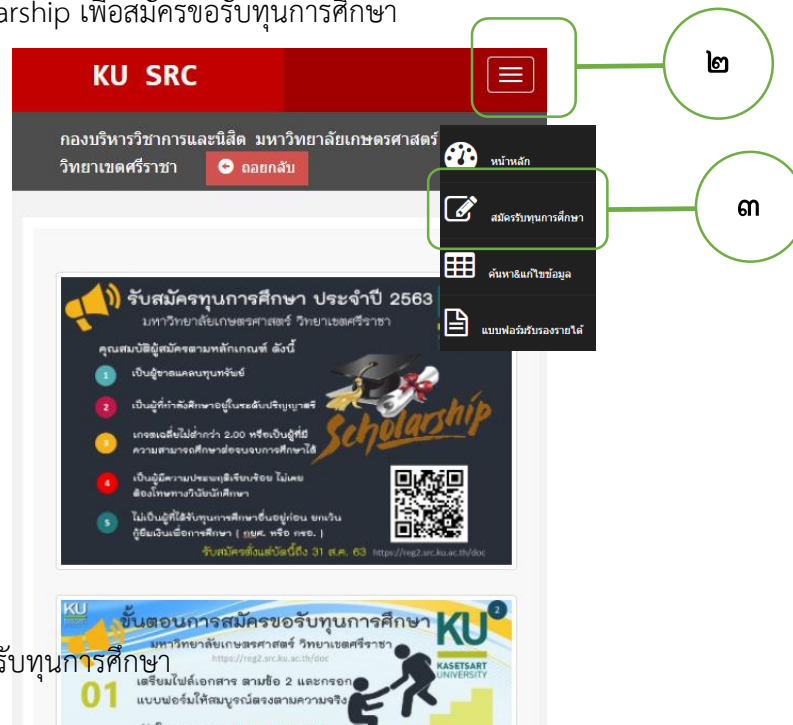 arship เพื่อสมัครขอรับทุนการศึกษา
KU SRC
๒
กองบริหารวิชาการและนิสิต มหาวิทยาลัยเกษตรศาสตร์
วิทยาเขตศรีราชา ถอยกลับ
หน้าหลัก
สมัครรับทุนการศึกษา
๓
ค้นหา&แก้ไขข้อมูล
แบบฟอร์มรับรองรายได้
รับสมัครทุนการศึกษา ประจำปี 2563
มหาวิทยาลัยเกษตรศาสตร์ วิทยาเขตศรีราชา
คุณสมบัติผู้สมัครตามหลักเกณฑ์ ดังนี้
1 เป็นผู้ขาดแคลนทุนทรัพย์
2 เป็นผู้ที่กำลังศึกษาอยู่ในระดับปริญญาตรี
3 เกรดเฉลี่ยไม่ต่ำกว่า 2.00 หรือเป็นผู้ที่มี
ความสามารถศึกษาต่อจนจบการศึกษาได้
Scholarship
4 เป็นผู้มีความประพฤติเรียบร้อย ไม่เคย
ต้องโทษทางวินัยนักศึกษา
5 ไม่เป็นผู้ที่ได้รับทุนการศึกษาอื่นอยู่ก่อน ยกเว้น
กู้ยืมเงินเพื่อการศึกษา ( กยศ. หรือ กรอ. )
รับสมัครตั้งแต่บัดนี้ถึง 31 ส.ค. 63 https://reg2.src.ku.ac.th/doc
KU
ขั้นตอนการสมัครขอรับทุนการศึกษา
KU
2
มหาวิทยาลัยเกษตรศาสตร์ วิทยาเขตศรีราชา
https://reg2.src.ku.ac.th/doc
KASETSART
UNIVERSITY
รับทุนการศึกษา
01 เตรียมไฟล์เอกสาร ตามข้อ 2 และกรอก
แบบฟอร์มให้สมบูรณ์ตรงตามความจริง